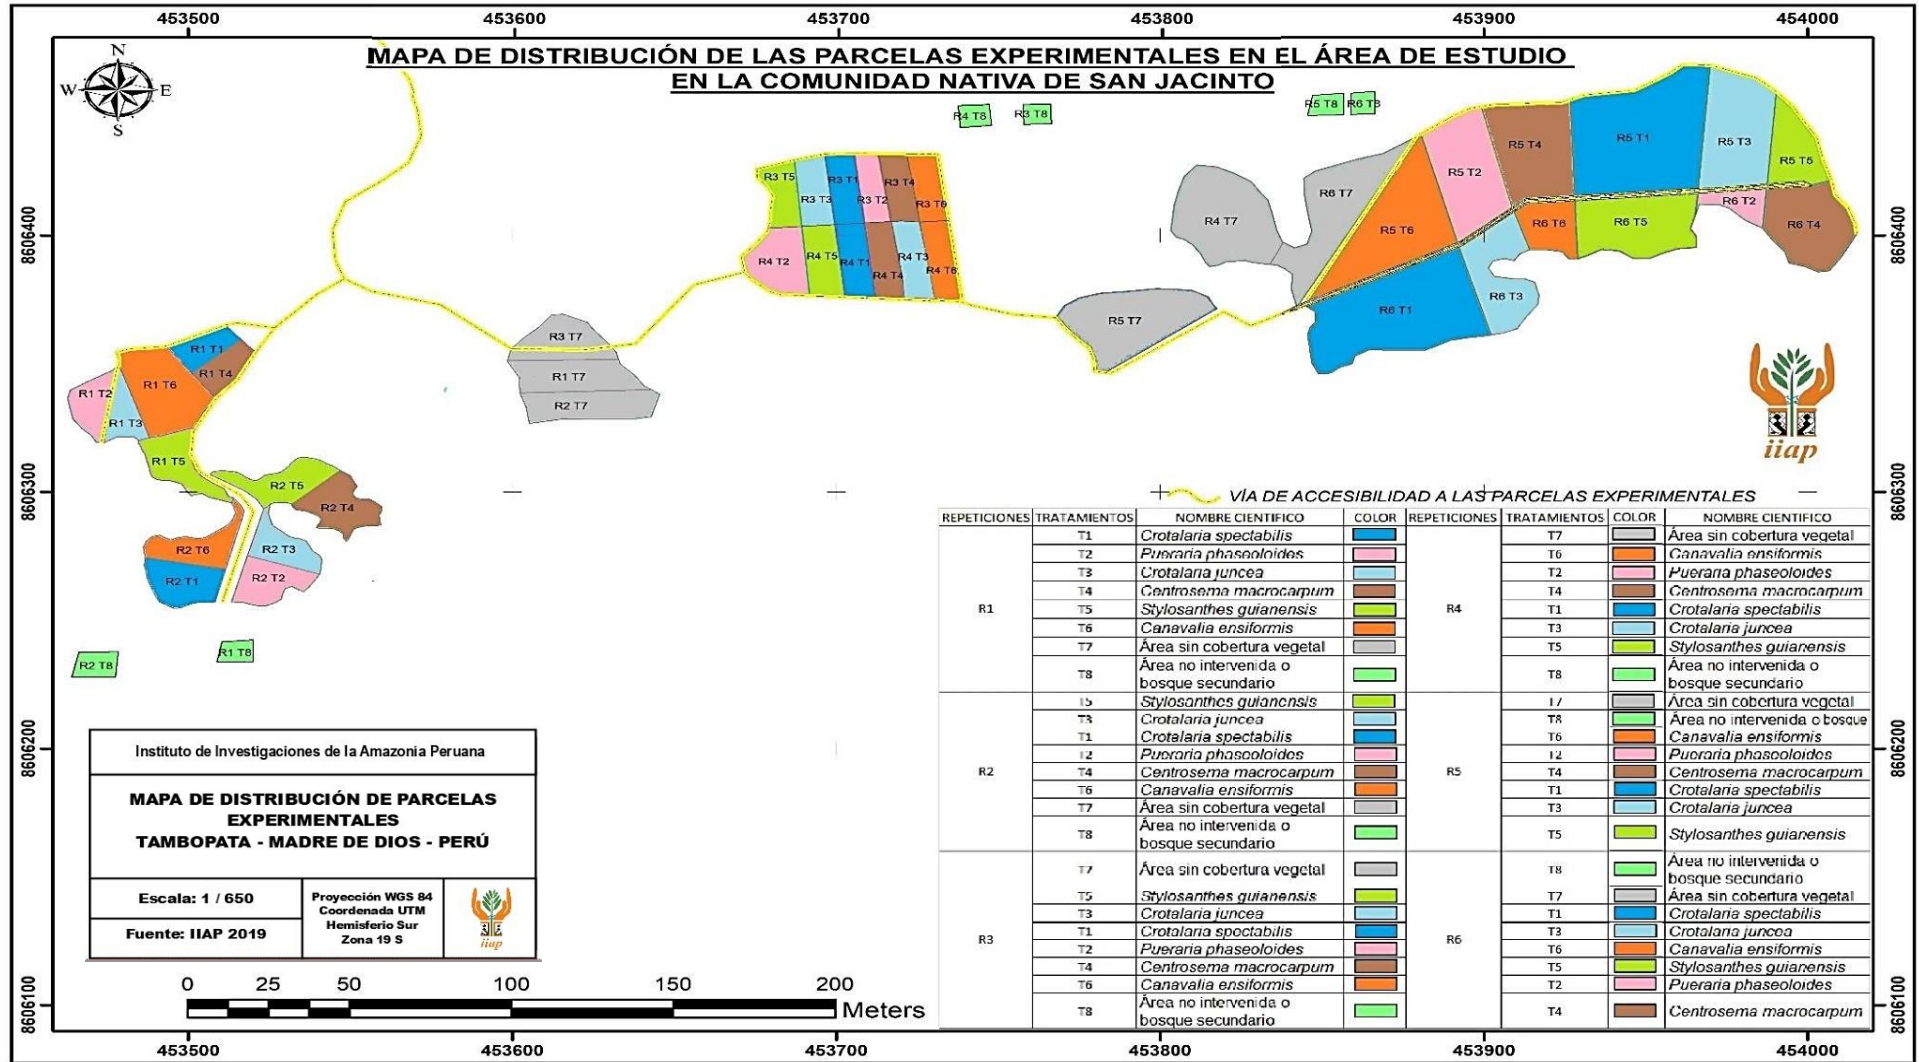 453500 453600 453700 453800 453900 454000
MAPA DE DISTRIBUCIÓN DE LAS PARCELAS EXPERIMENTALES EN EL ÁREA DE ESTUDIO
EN LA COMUNIDAD NATIVA DE SAN JACINTO
N
W E
S
R4 T8
R3 T8
R5 T8
R6 T8
R5 T1
R5 T3
R5 T4
R5 T5
R5 T2
R5 T6
R6 T7
R4 T7
R6 T2
R6 T4
R6 T5
R6 T6
R6 T3
R6 T1
R5 T7
R3 T5
R3 T3
R3 T1
R3 T2
R3 T4
R3 T6
R4 T2
R4 T5
R4 T1
R4 T4
R4 T3
R4 T6
8606400
8606400
R3 T7
R1 T7
R2 T7
R1 T1
R1 T4
R1 T6
R1 T2
R1 T3
R1 T5
R2 T5
R2 T4
R2 T6
R2 T3
R2 T1
R2 T2
R1 T8
R2 T8
iiap
8606300
8606300
VÍA DE ACCESIBILIDAD A LAS PARCELAS EXPERIMENTALES
REPETICIONES TRATAMIENTOS NOMBRE CIENTIFICO COLOR REPETICIONES TRATAMIENTOS COLOR NOMBRE CIENTIFICO
R1
T1 Crotalaria spectabilis
T2 Pueraria phaseoloides
T3 Crotalaria juncea
T4 Centrosema macrocarpum
T5 Stylosanthes guianensis
T6 Canavalia ensiformis
T7 Área sin cobertura vegetal
T8 Área no intervenida o
bosque secundario
R4
T7 Área sin cobertura vegetal
T6 Canavalia ensiformis
T2 Pueraria phaseoloides
T4 Centrosema macrocarpum
T1 Crotalaria spectabilis
T3 Crotalaria juncea
T5 Stylosanthes guianensis
T8 Área no intervenida o
bosque secundario
R2
T5 Stylosanthes guianensis
T3 Crotalaria juncea
T1 Crotalaria spectabilis
T2 Pueraria phaseoloides
T4 Centrosema macrocarpum
T6 Canavalia ensiformis
T7 Área sin cobertura vegetal
T8 Área no intervenida o
bosque secundario
R5
T7 Área sin cobertura vegetal
T8 Área no intervenida o bosque
T6 Canavalia ensiformis
T2 Pueraria phaseoloides
T4 Centrosema macrocarpum
T1 Crotalaria spectabilis
T3 Crotalaria juncea
T5 Stylosanthes guianensis
R3
T7 Área sin cobertura vegetal
T5 Stylosanthes guianensis
T3 Crotalaria juncea
T1 Crotalaria spectabilis
T2 Pueraria phaseoloides
T4 Centrosema macrocarpum
T6 Canavalia ensiformis
T8 Área no intervenida o
bosque secundario
R6
T8 Área no intervenida o
bosque secundario
T7 Área sin cobertura vegetal
T1 Crotalaria spectabilis
T3 Crotalaria juncea
T6 Canavalia ensiformis
T5 Stylosanthes guianensis
T2 Pueraria phaseoloides
T4 Centrosema macrocarpum
8606200
8606200
Instituto de Investigaciones de la Amazonia Peruana
MAPA DE DISTRIBUCIÓN DE PARCELAS
EXPERIMENTALES
TAMBOPATA - MADRE DE DIOS - PERÚ
Escala: 1 / 650
Fuente: IIAP 2019
Proyección WGS 84
Coordenada UTM
Hemisferio Sur
Zona 19 S
iiap
0 25 50 100 150 200
Meters
8606100
8606100
453500 453600 453700 453800 453900 454000